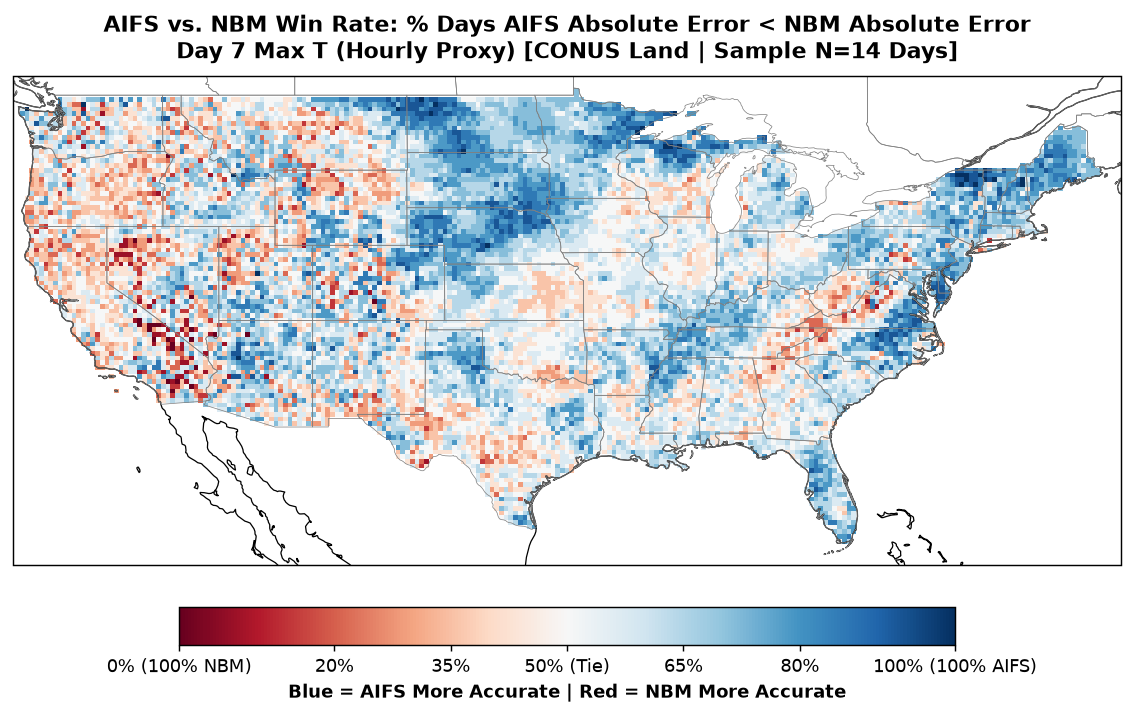 AIFS vs. NBM Win Rate: % Days AIFS Absolute Error < NBM Absolute Error
Day 7 Max T (Hourly Proxy) [CONUS Land | Sample N=14 Days]
0% (100% NBM) 20% 35% 50% (Tie) 65% 80% 100% (100% AIFS)
Blue = AIFS More Accurate | Red = NBM More Accurate